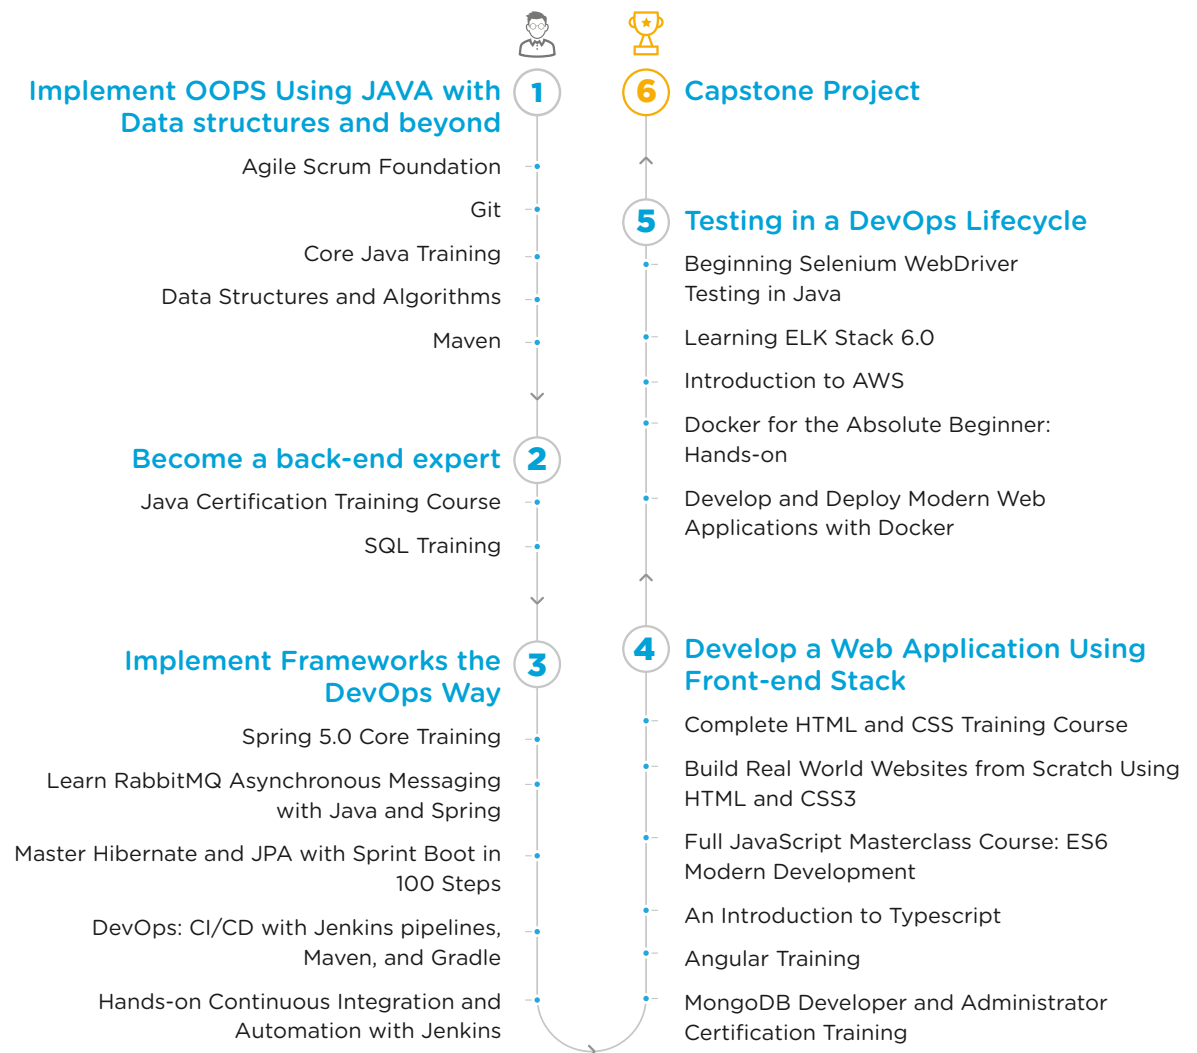 1
Implement OOPS Using JAVA with
Data structures and beyond
Agile Scrum Foundation
Git
Core Java Training
Data Structures and Algorithms
Maven
2
Become a back-end expert
Java Certification Training Course
SQL Training
3
Implement Frameworks the
DevOps Way
Spring 5.0 Core Training
Learn RabbitMQ Asynchronous Messaging
with Java and Spring
Master Hibernate and JPA with Sprint Boot in
100 Steps
DevOps: CI/CD with Jenkins pipelines,
Maven, and Gradle
Hands-on Continuous Integration and
Automation with Jenkins
4
Develop a Web Application Using
Front-end Stack
Complete HTML and CSS Training Course
Build Real World Websites from Scratch Using
HTML and CSS3
Full JavaScript Masterclass Course: ES6
Modern Development
An Introduction to Typescript
Angular Training
MongoDB Developer and Administrator
Certification Training
5
Testing in a DevOps Lifecycle
Beginning Selenium WebDriver
Testing in Java
Learning ELK Stack 6.0
Introduction to AWS
Docker for the Absolute Beginner:
Hands-on
Develop and Deploy Modern Web
Applications with Docker
6
Capstone Project